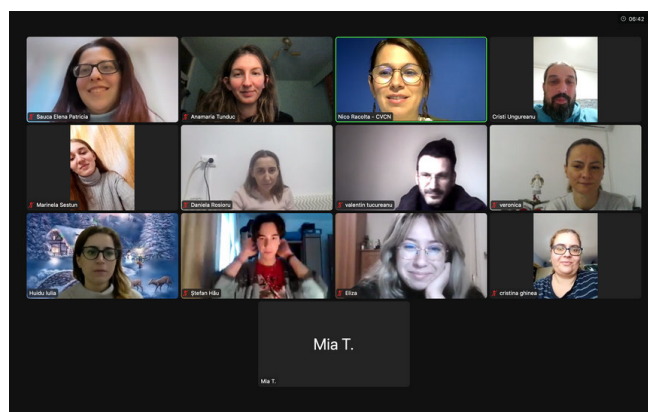 06:42
Sauca Elena Patricia
Anamaria Tunduc
Nico Racolta - CVCN
Cristi Ungureanu
Marinela Sestun
Daniela Rosioru
valentin tucureanu
veronica
Huidu Iulia
Ștefan Hău
Eliza
cristina ghinea
Mia T.
Mia T.